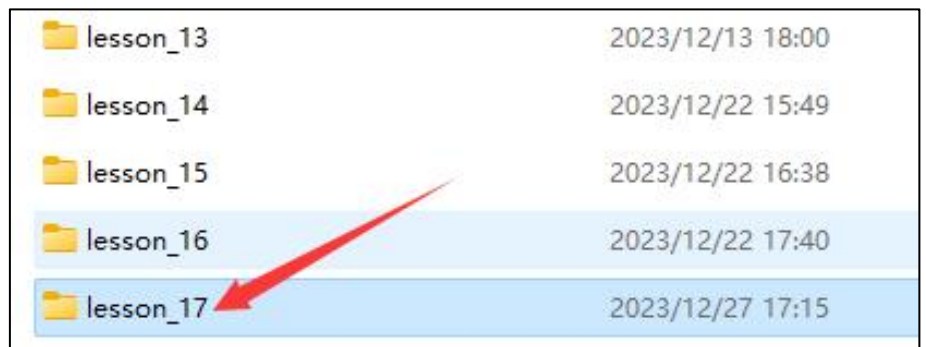 lesson_13 2023/12/13 18:00
lesson_14 2023/12/22 15:49
lesson_15 2023/12/22 16:38
lesson_16 2023/12/22 17:40
lesson_17 2023/12/27 17:15